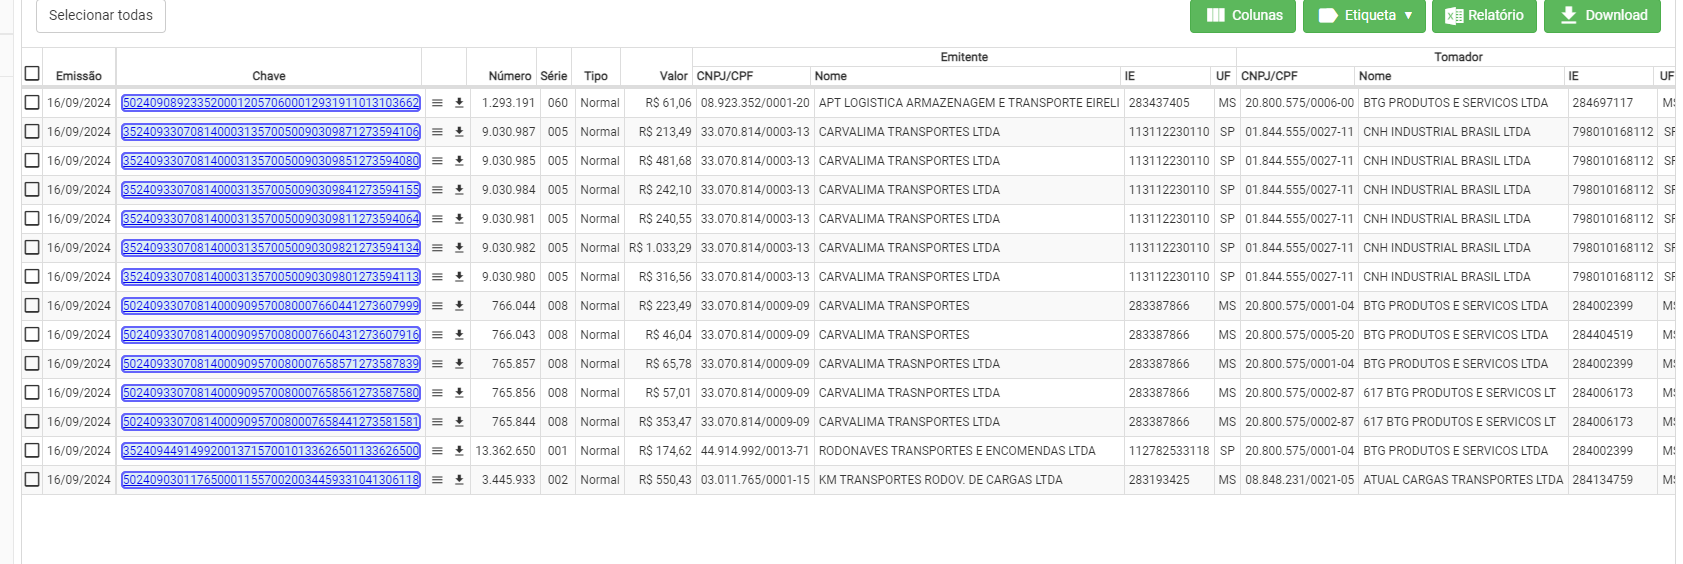 Selecionar todas Colunas Etiqueta ▼ Relatório Download
Emitente Tomador
Emissão Chave Número Série Tipo Valor CNPJ/CPF Nome IE UF CNPJ/CPF Nome IE UF
16/09/2024 50240908923352000120570600012931911013103662 1.293.191 060 Normal R$ 61,06 08.923.352/0001-20 APT LOGISTICA ARMAZENAGEM E TRANSPORTE EIRELI 283437405 MS 20.800.575/0006-00 BTG PRODUTOS E SERVICOS LTDA 284697117 MS
16/09/2024 35240933070814000313570050090309871273594106 9.030.987 005 Normal R$ 213,49 33.070.814/0003-13 CARVALIMA TRANSPORTES LTDA 113112230110 SP 01.844.555/0027-11 CNH INDUSTRIAL BRASIL LTDA 798010168112 SP
16/09/2024 35240933070814000313570050090309851273594080 9.030.985 005 Normal R$ 481,68 33.070.814/0003-13 CARVALIMA TRANSPORTES LTDA 113112230110 SP 01.844.555/0027-11 CNH INDUSTRIAL BRASIL LTDA 798010168112 SP
16/09/2024 35240933070814000313570050090309841273594155 9.030.984 005 Normal R$ 242,10 33.070.814/0003-13 CARVALIMA TRANSPORTES LTDA 113112230110 SP 01.844.555/0027-11 CNH INDUSTRIAL BRASIL LTDA 798010168112 SP
16/09/2024 35240933070814000313570050090309811273594064 9.030.981 005 Normal R$ 240,55 33.070.814/0003-13 CARVALIMA TRANSPORTES LTDA 113112230110 SP 01.844.555/0027-11 CNH INDUSTRIAL BRASIL LTDA 798010168112 SP
16/09/2024 35240933070814000313570050090309821273594134 9.030.982 005 Normal R$ 1.033,29 33.070.814/0003-13 CARVALIMA TRANSPORTES LTDA 113112230110 SP 01.844.555/0027-11 CNH INDUSTRIAL BRASIL LTDA 798010168112 SP
16/09/2024 35240933070814000313570050090309801273594113 9.030.980 005 Normal R$ 316,56 33.070.814/0003-13 CARVALIMA TRANSPORTES LTDA 113112230110 SP 01.844.555/0027-11 CNH INDUSTRIAL BRASIL LTDA 798010168112 SP
16/09/2024 50240933070814000909570080007660441273607999 766.044 008 Normal R$ 223,49 33.070.814/0009-09 CARVALIMA TRANSPORTES 283387866 MS 20.800.575/0001-04 BTG PRODUTOS E SERVICOS LTDA 284002399 MS
16/09/2024 50240933070814000909570080007660431273607916 766.043 008 Normal R$ 46,04 33.070.814/0009-09 CARVALIMA TRANSPORTES 283387866 MS 20.800.575/0005-20 BTG PRODUTOS E SERVICOS LTDA 284404519 MS
16/09/2024 50240933070814000909570080007658571273587839 765.857 008 Normal R$ 65,78 33.070.814/0009-09 CARVALIMA TRASNPORTES LTDA 283387866 MS 20.800.575/0001-04 BTG PRODUTOS E SERVICOS LTDA 284002399 MS
16/09/2024 50240933070814000909570080007658561273587580 765.856 008 Normal R$ 57,01 33.070.814/0009-09 CARVALIMA TRASNPORTES LTDA 283387866 MS 20.800.575/0002-87 617 BTG PRODUTOS E SERVICOS LT 284006173 MS
16/09/2024 50240933070814000909570080007658441273581581 765.844 008 Normal R$ 353,47 33.070.814/0009-09 CARVALIMA TRANSPORTES LTDA 283387866 MS 20.800.575/0002-87 617 BTG PRODUTOS E SERVICOS LT 284006173 MS
16/09/2024 35240944914992001371570010133626501133626500 13.362.650 001 Normal R$ 174,62 44.914.992/0013-71 RODONAVES TRANSPORTES E ENCOMENDAS LTDA 112782533118 SP 20.800.575/0001-04 BTG PRODUTOS E SERVICOS LTDA 284002399 MS
16/09/2024 50240903011765000115570020034459331041306118 3.445.933 002 Normal R$ 550,43 03.011.765/0001-15 KM TRANSPORTES RODOV. DE CARGAS LTDA 283193425 MS 08.848.231/0021-05 ATUAL CARGAS TRANSPORTES LTDA 284134759 MS